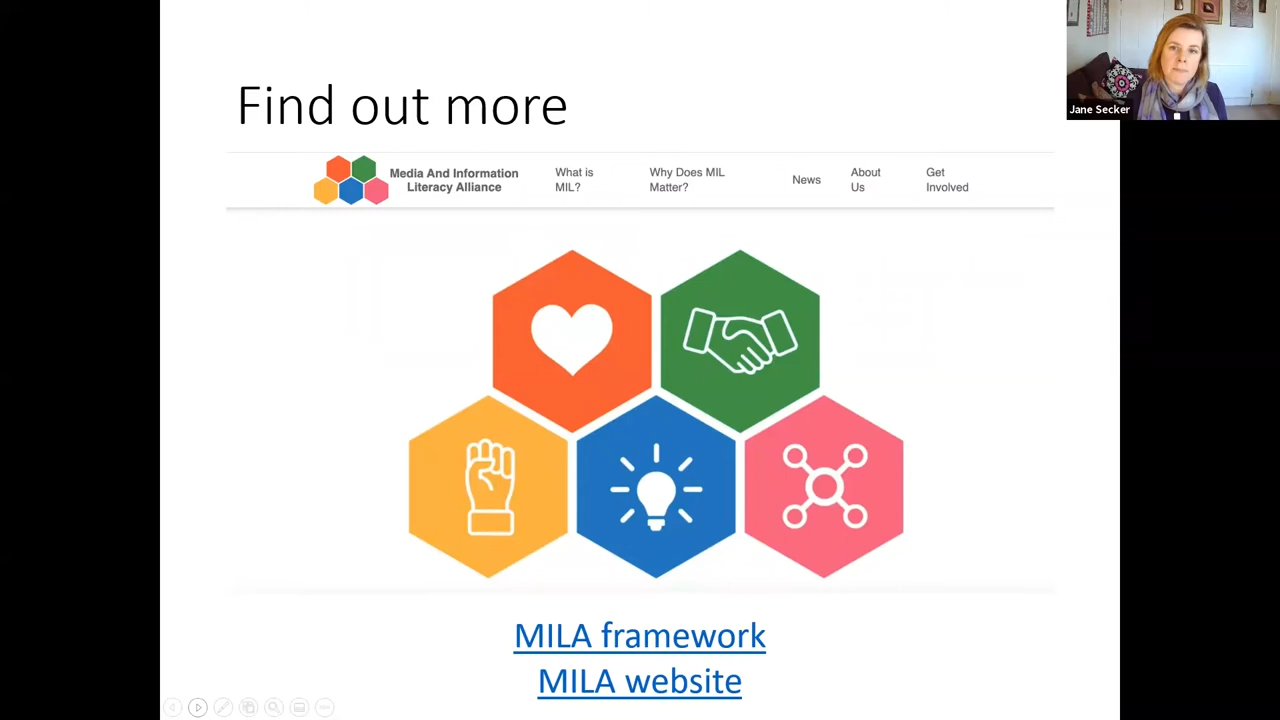 Find out more
Media And Information
Literacy Alliance
What is
MIL?
Why Does MIL
Matter?
News
About
Us
Get
Involved
MILA framework
MILA website
Jane Secker